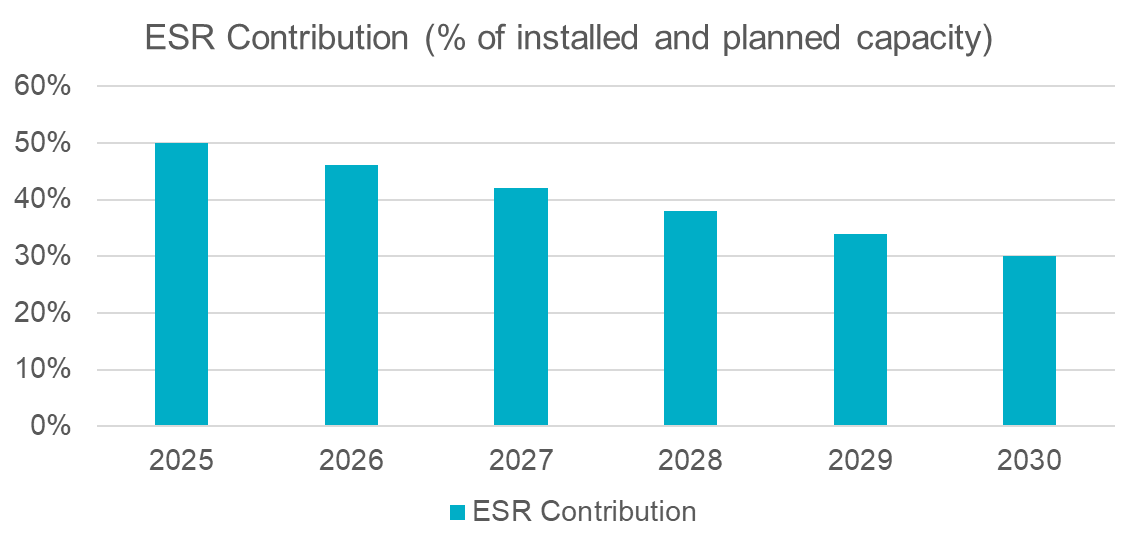 ESR Contribution (% of installed and planned capacity)
60%
50%
40%
30%
20%
10%
0%
2025 2026 2027 2028 2029 2030
ESR Contribution